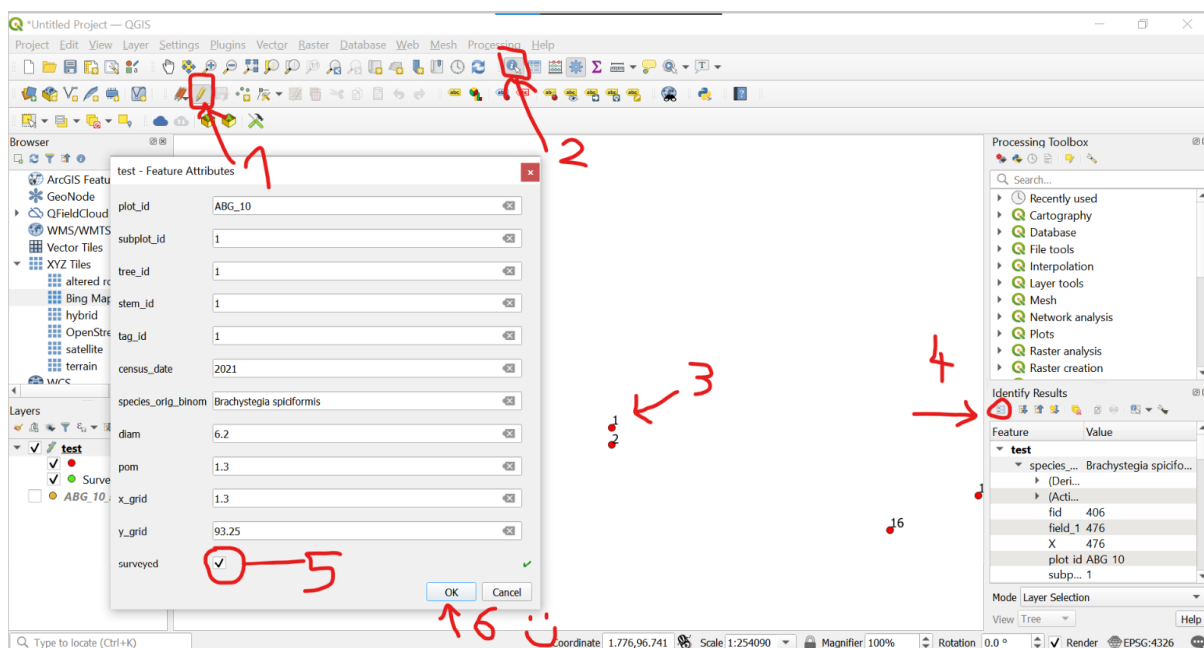 *Untitled Project — QGIS
Project Edit View Layer Settings Plugins Vector Raster Database Web Mesh Processing Help
1
2
Browser
ArcGIS Featu
GeoNode
QFieldCloud
WMS/WMTS
Vector Tiles
XYZ Tiles
altered ro
Bing Map
hybrid
OpenStre
satellite
terrain
WCS
Layers
test
Surve
ABG_10_
test - Feature Attributes
plot_id ABG_10
subplot_id 1
tree_id 1
stem_id 1
tag_id 1
census_date 2021
species_orig_binom Brachystegia spiciformis
diam 6.2
pom 1.3
x_grid 1.3
y_grid 93.25
surveyed 5
OK Cancel
6
3
1
2
16
1
4
Processing Toolbox
Search...
Recently used
Cartography
Database
File tools
Interpolation
Layer tools
Mesh
Network analysis
Plots
Raster analysis
Raster creation
Identify Results
Feature Value
test
species_... Brachystegia spicifo...
(Deri...
(Acti...
fid 406
field_1 476
X 476
plot id ABG 10
subp... 1
Mode Layer Selection
View Tree Help
Type to locate (Ctrl+K) Coordinate 1.776,96.741 Scale 1:254090 Magnifier 100% Rotation 0.0 ° Render EPSG:4326